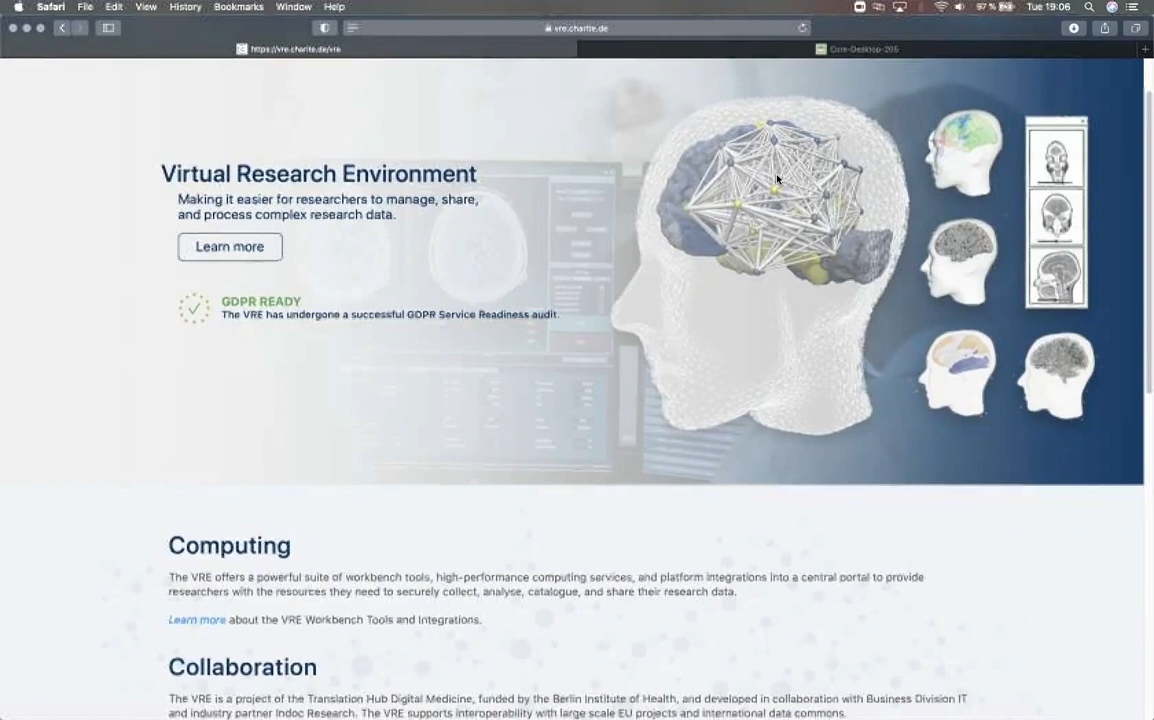 Safari File Edit View History Bookmarks Window Help 97% Tue 19:06
vre.charite.de
https://vre.charite.de/vre
Core-Desktop-205
Virtual Research Environment
Making it easier for researchers to manage, share,
and process complex research data.
Learn more
GDPR READY
The VRE has undergone a successful GDPR Service Readiness audit.
Computing
The VRE offers a powerful suite of workbench tools, high-performance computing services, and platform integrations into a central portal to provide
researchers with the resources they need to securely collect, analyse, catalogue, and share their research data.
Learn more about the VRE Workbench Tools and Integrations.
Collaboration
The VRE is a project of the Translation Hub Digital Medicine, funded by the Berlin Institute of Health, and developed in collaboration with Business Division IT
and industry partner Indoc Research. The VRE supports interoperability with large scale EU projects and international data commons.